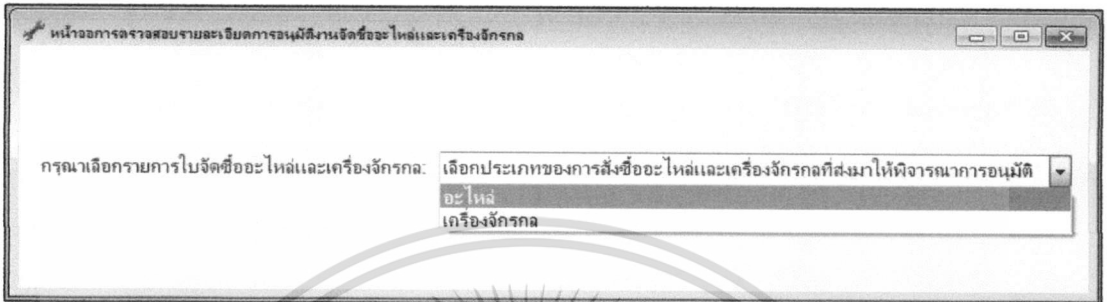 หน้าจอการตรวจสอบรายละเอียดการอนุมัติงานจัดซื้ออะไหล่และเครื่องจักรกล
กรุณาเลือกรายการใบจัดซื้ออะไหล่และเครื่องจักรกล: เลือกประเภทของการสั่งซื้ออะไหล่และเครื่องจักรกลที่ส่งมาให้พิจารณาการอนุมัติ
อะไหล่
เครื่องจักรกล